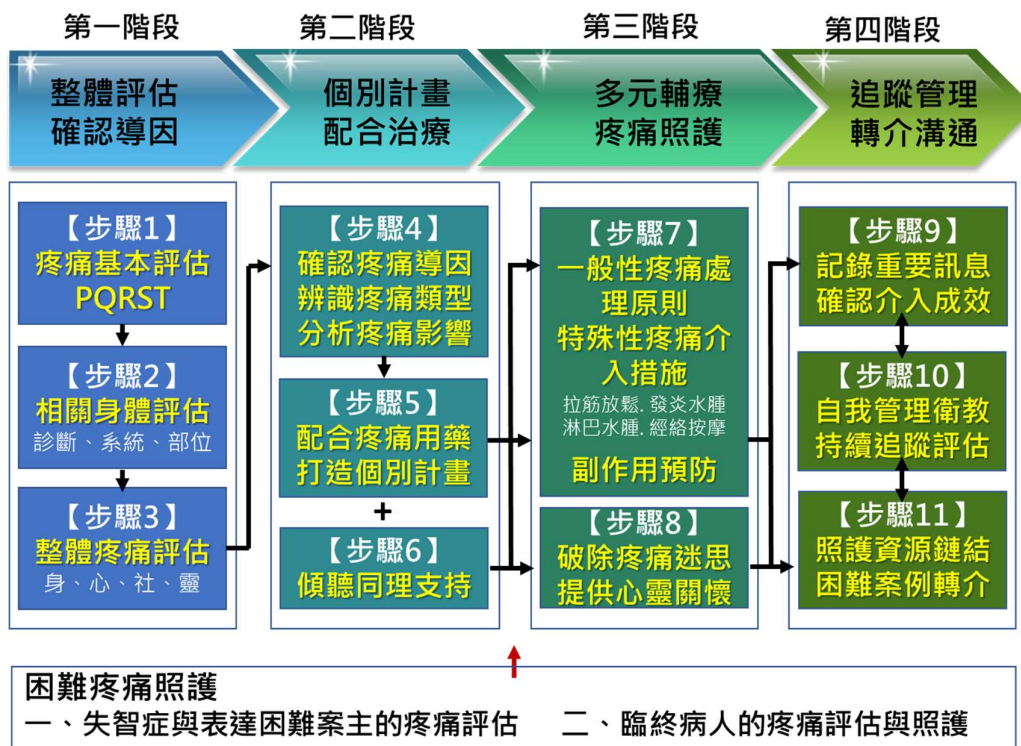 第一階段
整體評估
確認導因
【步驟1】
疼痛基本評估
PQRST
【步驟2】
相關身體評估
診斷、系統、部位
【步驟3】
整體疼痛評估
身、心、社、靈
第二階段
個別計畫
配合治療
【步驟4】
確認疼痛導因
辨識疼痛類型
分析疼痛影響
【步驟5】
配合疼痛用藥
打造個別計畫
+
【步驟6】
傾聽同理支持
第三階段
多元輔療
疼痛照護
【步驟7】
一般性疼痛處
理原則
特殊性疼痛介
入措施
拉筋放鬆. 發炎水腫
淋巴水腫. 經絡按摩
副作用預防
【步驟8】
破除疼痛迷思
提供心靈關懷
第四階段
追蹤管理
轉介溝通
【步驟9】
記錄重要訊息
確認介入成效
【步驟10】
自我管理衛教
持續追蹤評估
【步驟11】
照護資源鏈結
困難案例轉介
困難疼痛照護
一、失智症與表達困難案主的疼痛評估 二、臨終病人的疼痛評估與照護